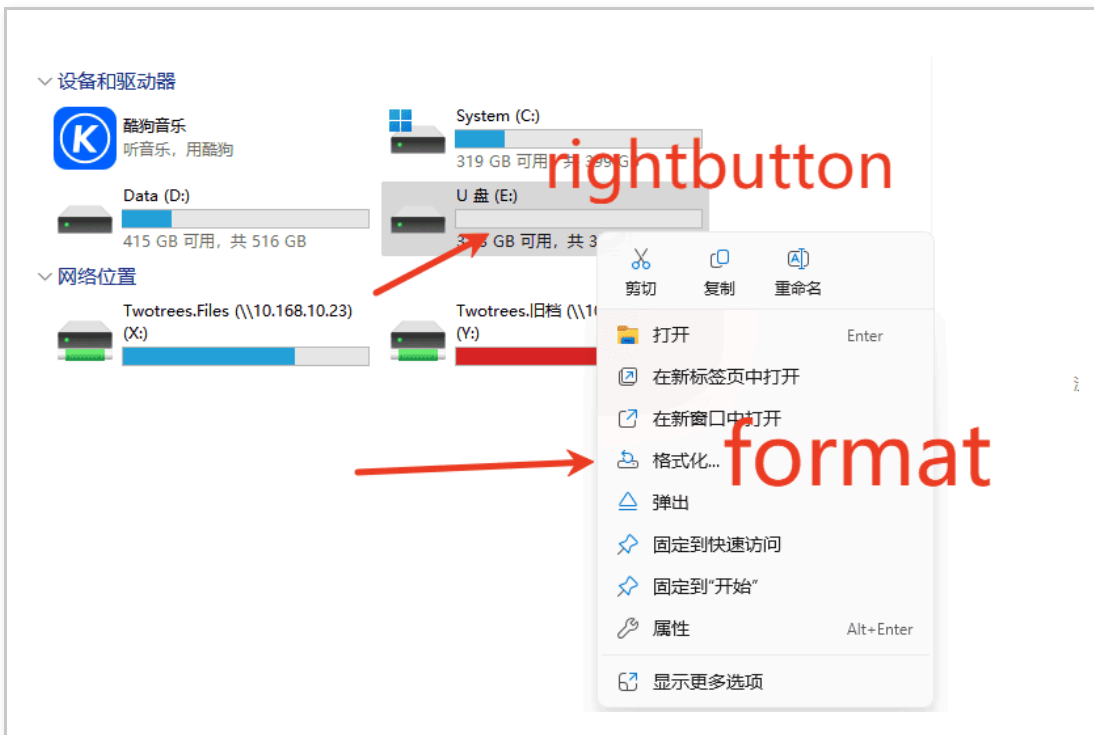 设备和驱动器
酷狗音乐
听音乐，用酷狗
System (C:)
319 GB 可用，共 399 G
rightbutton
Data (D:)
415 GB 可用，共 516 GB
U 盘 (E:)
GB 可用，共 3
剪切
复制
重命名
网络位置
Twotrees.Files (\\10.168.10.23)
(X:)
Twotrees.旧档 (\\10
(Y:)
打开 Enter
在新标签页中打开
在新窗口中打开
格式化...
format
弹出
固定到快速访问
固定到"开始"
属性 Alt+Enter
显示更多选项